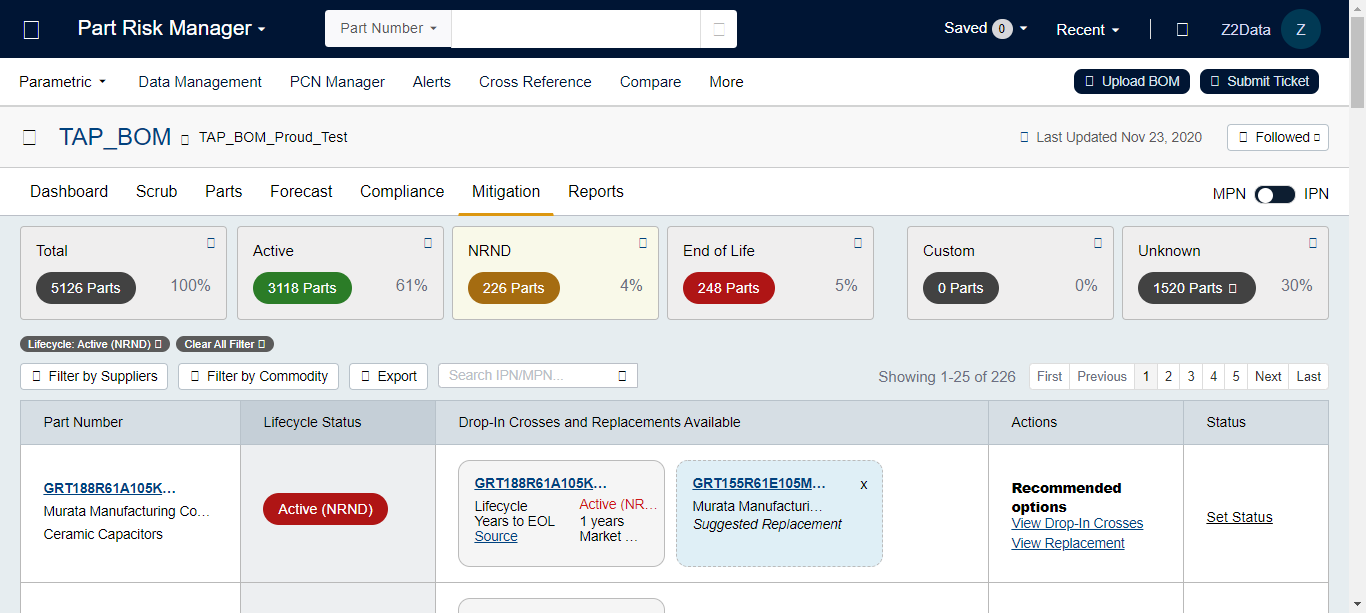 Part Risk Manager
Part Number
Saved 0
Recent
Z2Data Z
Parametric
Data Management
PCN Manager
Alerts
Cross Reference
Compare
More
Upload BOM
Submit Ticket
TAP_BOM
TAP_BOM_Proud_Test
Last Updated Nov 23, 2020
Followed
Dashboard
Scrub
Parts
Forecast
Compliance
Mitigation
Reports
MPN
IPN
Total
5126 Parts 100%
Active
3118 Parts 61%
NRND
226 Parts 4%
End of Life
248 Parts 5%
Custom
0 Parts 0%
Unknown
1520 Parts 30%
Lifecycle: Active (NRND)
Clear All Filter
Filter by Suppliers
Filter by Commodity
Export
Search IPN/MPN...
Showing 1-25 of 226
First Previous 1 2 3 4 5 Next Last
Part Number
Lifecycle Status
Drop-In Crosses and Replacements Available
Actions
Status
GRT188R61A105K...
Murata Manufacturing Co...
Ceramic Capacitors
Active (NRND)
GRT188R61A105K...
Lifecycle Active (NR...
Years to EOL 1 years
Source Market ...
GRT155R61E105M... x
Murata Manufacturi...
Suggested Replacement
Recommended
options
View Drop-In Crosses
View Replacement
Set Status